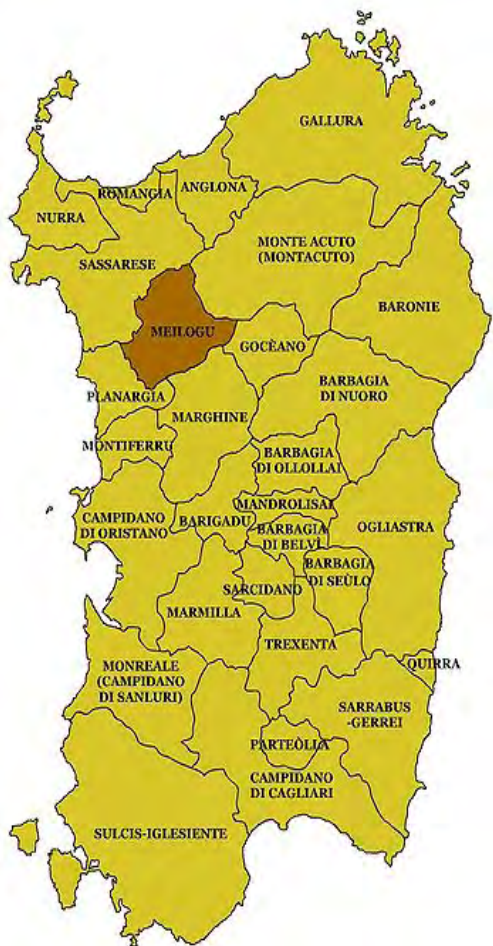 GALLURA
ROMANGIA
ANGLONA
NURRA
MONTE ACUTO
(MONTACUTO)
SASSARESE
BARONIE
MEILOGU
GOCÈANO
PLANARGIA
BARBAGIA
DI NUORO
MARGHINE
MONTIFERRU
BARBAGIA
DI OLLOLLAI
MANDROLISAI
CAMPIDANO
DI ORISTANO
BARIGADU
BARBAGIA
DI BELVÌ
OGLIASTRA
BARBAGIA
DI SEÙLO
SARCIDANO
MARMILLA
TREXENTA
MONREALE
(CAMPIDANO
DI SANLURI)
QUIRRA
SARRABUS
-GERREI
PARTEÒLLA
CAMPIDANO
DI CAGLIARI
SULCIS-IGLESIENTE